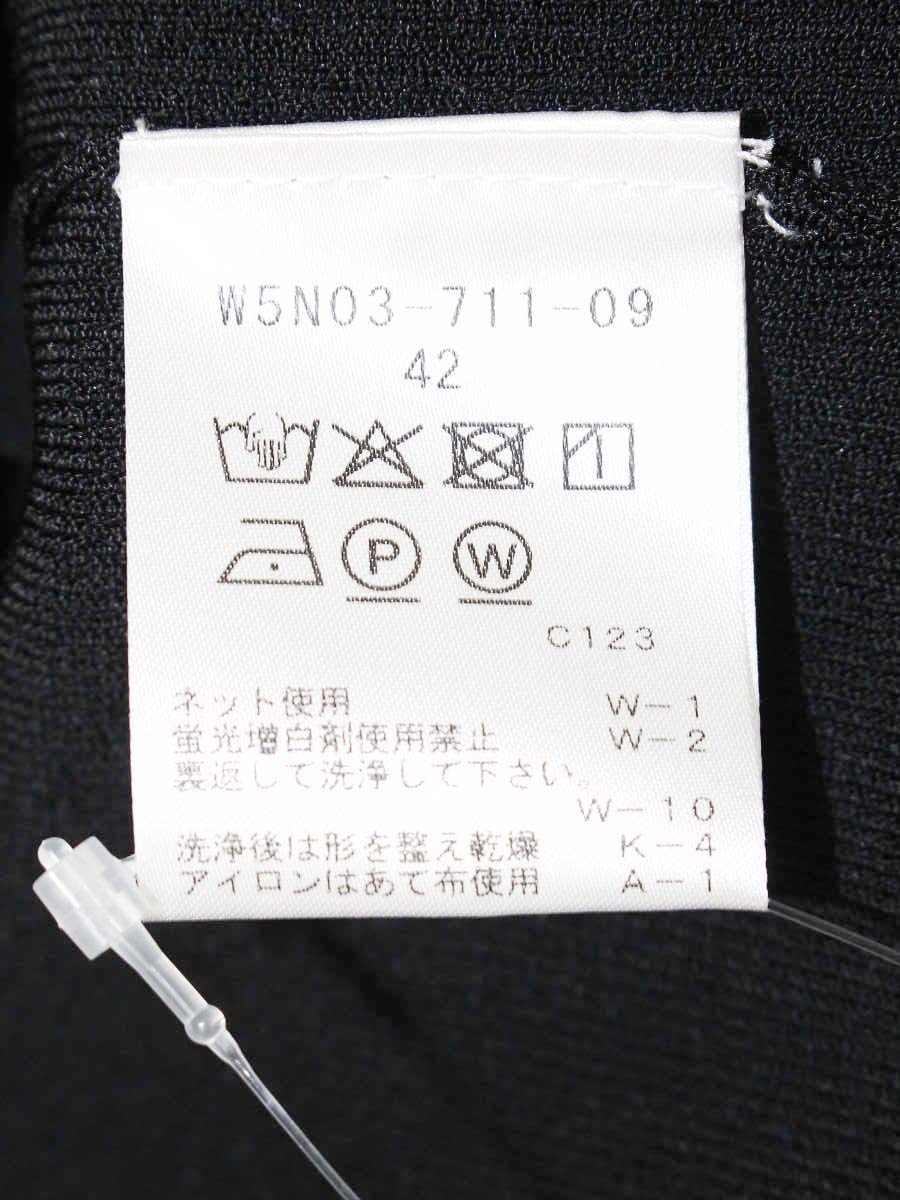 W5N03-711-09
42
P W
C123
ネット使用 W-1
蛍光増白剤使用禁止 W-2
裏返して洗浄して下さい。
W-10
洗浄後は形を整え乾燥 K-4
アイロンはあて布使用 A-1